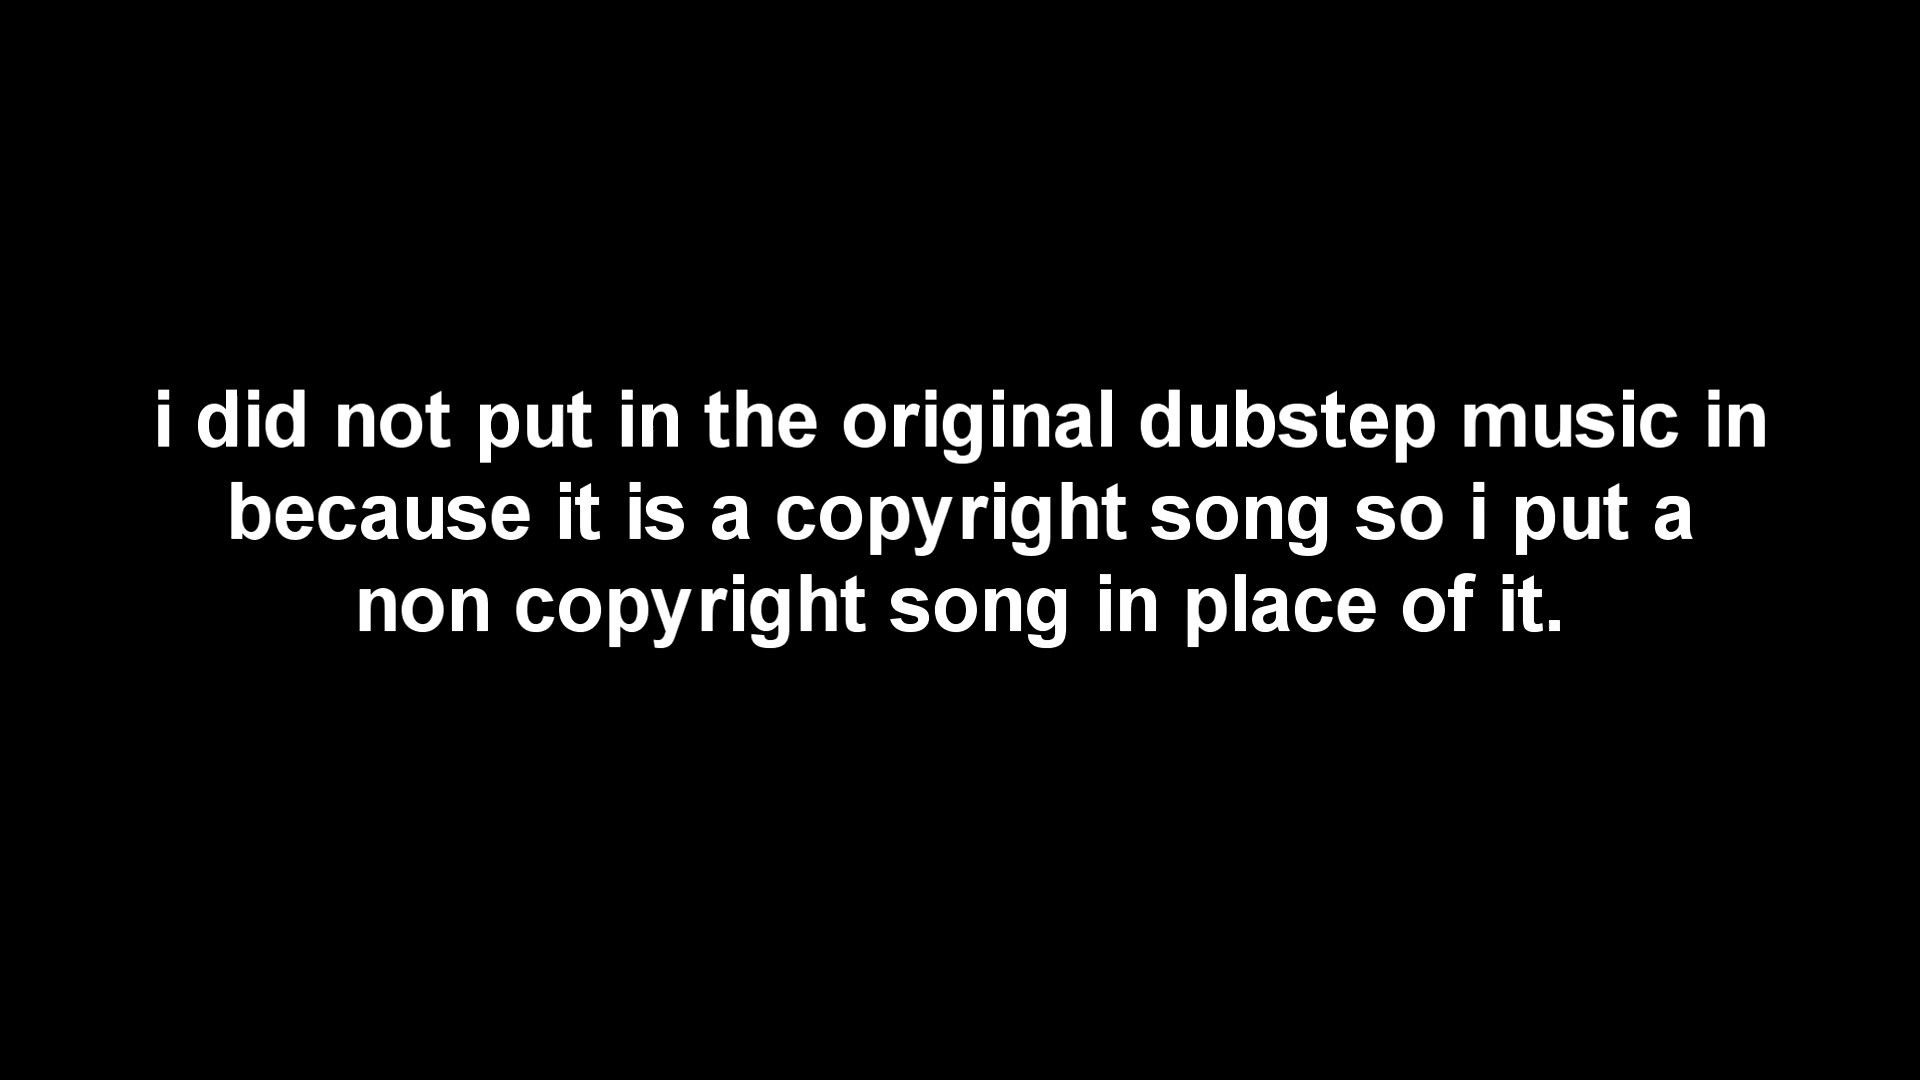 i did not put in the original dubstep music in
because it is a copyright song so i put a
non copyright song in place of it.